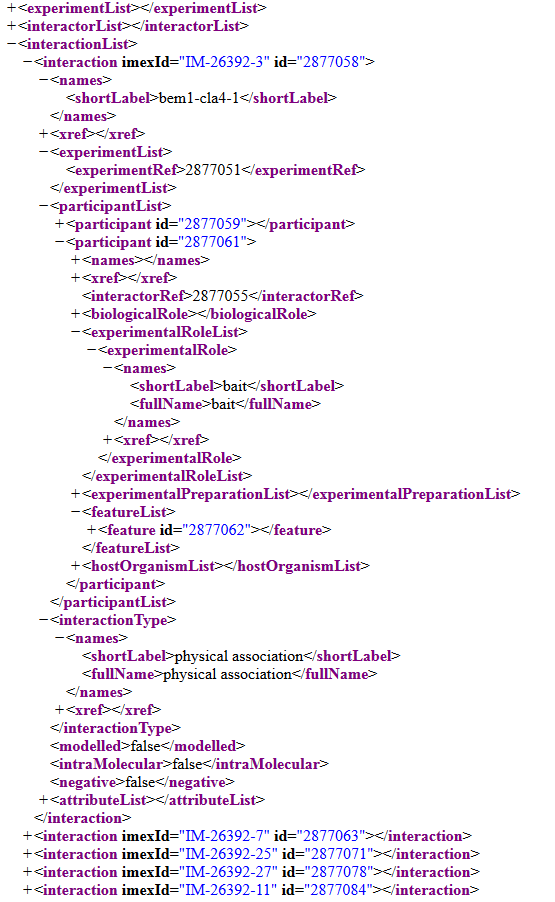 +<experimentList></experimentList>
+<interactorList></interactorList>
−<interactionList>
−<interaction imexId="IM-26392-3" id="2877058">
−<names>
<shortLabel>bem1-cla4-1</shortLabel>
</names>
+<xref></xref>
−<experimentList>
<experimentRef>2877051</experimentRef>
</experimentList>
−<participantList>
+<participant id="2877059"></participant>
−<participant id="2877061">
+<names></names>
+<xref></xref>
<interactorRef>2877055</interactorRef>
+<biologicalRole></biologicalRole>
−<experimentalRoleList>
−<experimentalRole>
−<names>
<shortLabel>bait</shortLabel>
<fullName>bait</fullName>
</names>
+<xref></xref>
</experimentalRole>
</experimentalRoleList>
+<experimentalPreparationList></experimentalPreparationList>
−<featureList>
+<feature id="2877062"></feature>
</featureList>
+<hostOrganismList></hostOrganismList>
</participant>
</participantList>
−<interactionType>
−<names>
<shortLabel>physical association</shortLabel>
<fullName>physical association</fullName>
</names>
+<xref></xref>
</interactionType>
<modelled>false</modelled>
<intraMolecular>false</intraMolecular>
<negative>false</negative>
+<attributeList></attributeList>
</interaction>
+<interaction imexId="IM-26392-7" id="2877063"></interaction>
+<interaction imexId="IM-26392-25" id="2877071"></interaction>
+<interaction imexId="IM-26392-27" id="2877078"></interaction>
+<interaction imexId="IM-26392-11" id="2877084"></interaction>